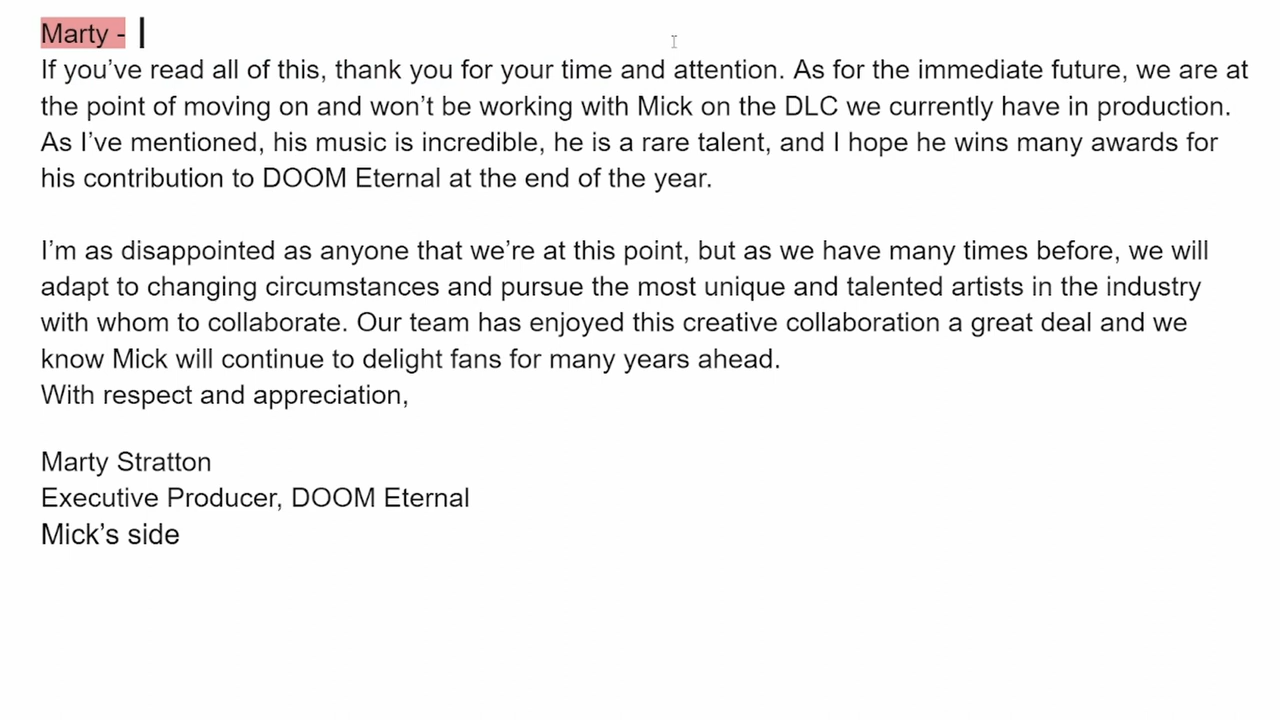 Marty -
If you’ve read all of this, thank you for your time and attention. As for the immediate future, we are at
the point of moving on and won’t be working with Mick on the DLC we currently have in production.
As I’ve mentioned, his music is incredible, he is a rare talent, and I hope he wins many awards for
his contribution to DOOM Eternal at the end of the year.
I’m as disappointed as anyone that we’re at this point, but as we have many times before, we will
adapt to changing circumstances and pursue the most unique and talented artists in the industry
with whom to collaborate. Our team has enjoyed this creative collaboration a great deal and we
know Mick will continue to delight fans for many years ahead.
With respect and appreciation,
Marty Stratton
Executive Producer, DOOM Eternal
Mick’s side